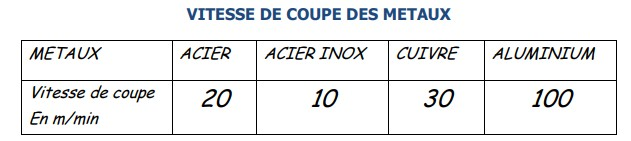 VITESSE DE COUPE DES METAUX
METAUX ACIER ACIER INOX CUIVRE ALUMINIUM
Vitesse de coupe
En m/min 20 10 30 100